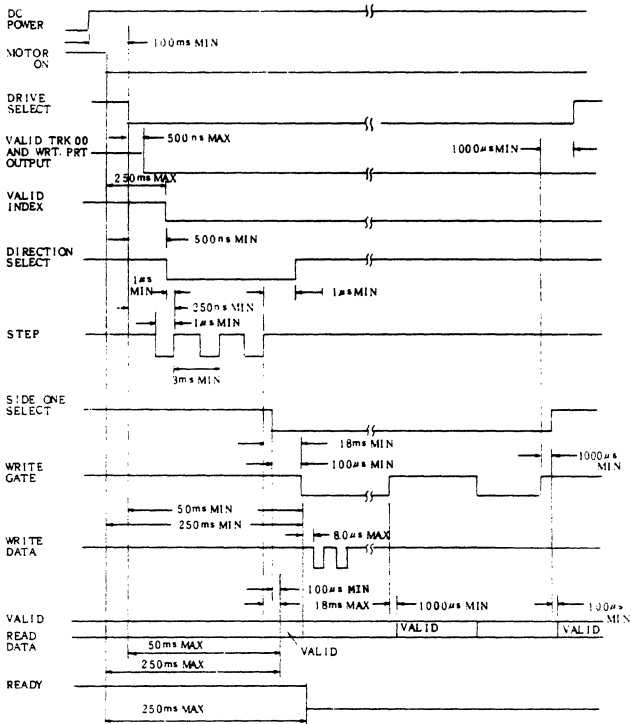 DC
POWER
100ms MIN
MOTOR
ON
DRIVE
SELECT
VALID TRK 00
AND WRT. PRT
OUTPUT
500ns MAX
1000μs MIN
250ms MAX
VALID
INDEX
500ns MIN
DIRECTION
SELECT
1μs
MIN
1μs MIN
250ns MIN
1μs MIN
STEP
3ms MIN
SIDE ONE
SELECT
18ms MIN
100μs MIN
1000μs
MIN
WRITE
GATE
50ms MIN
250ms MIN
WRITE
DATA
8.0μs MAX
100μs MIN
18ms MAX
1000μs MIN
100μs
MIN
VALID
READ
DATA
VALID
VALID
VALID
50ms MAX
250ms MAX
READY
250ms MAX